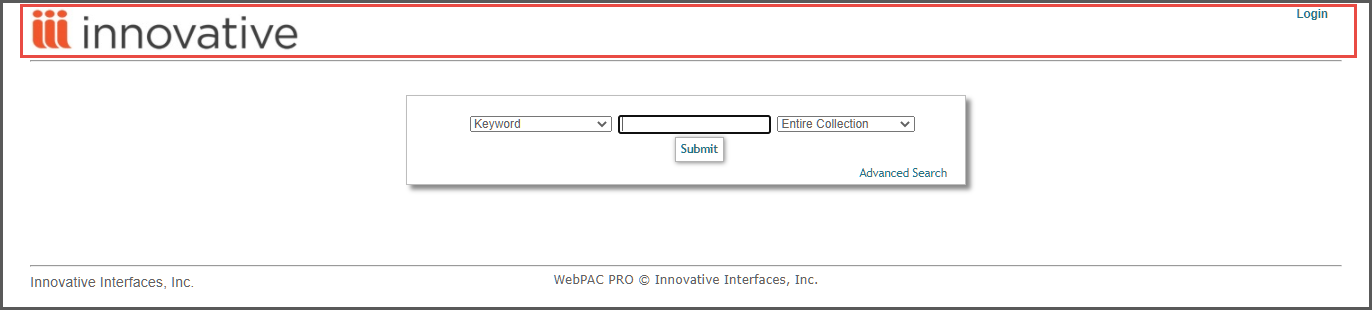 iii innovative
Login
Keyword
Entire Collection
Submit
Advanced Search
Innovative Interfaces, Inc.
WebPAC PRO © Innovative Interfaces, Inc.